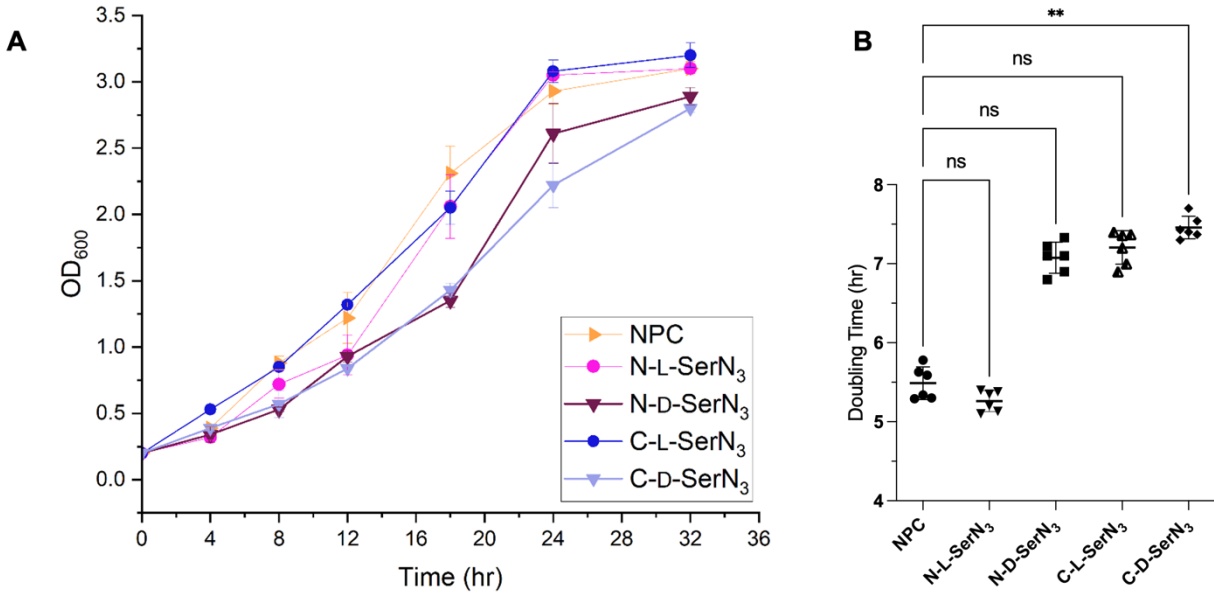 A
OD600
3.5
3.0
2.5
2.0
1.5
1.0
0.5
0.0
NPC
N-L-SerN3
N-D-SerN3
C-L-SerN3
C-D-SerN3
0 4 8 12 16 20 24 28 32 36
Time (hr)
B
**
ns
ns
ns
Doubling Time (hr)
8
7
6
5
4
NPC
N-L-SerN3
N-D-SerN3
C-L-SerN3
C-D-SerN3